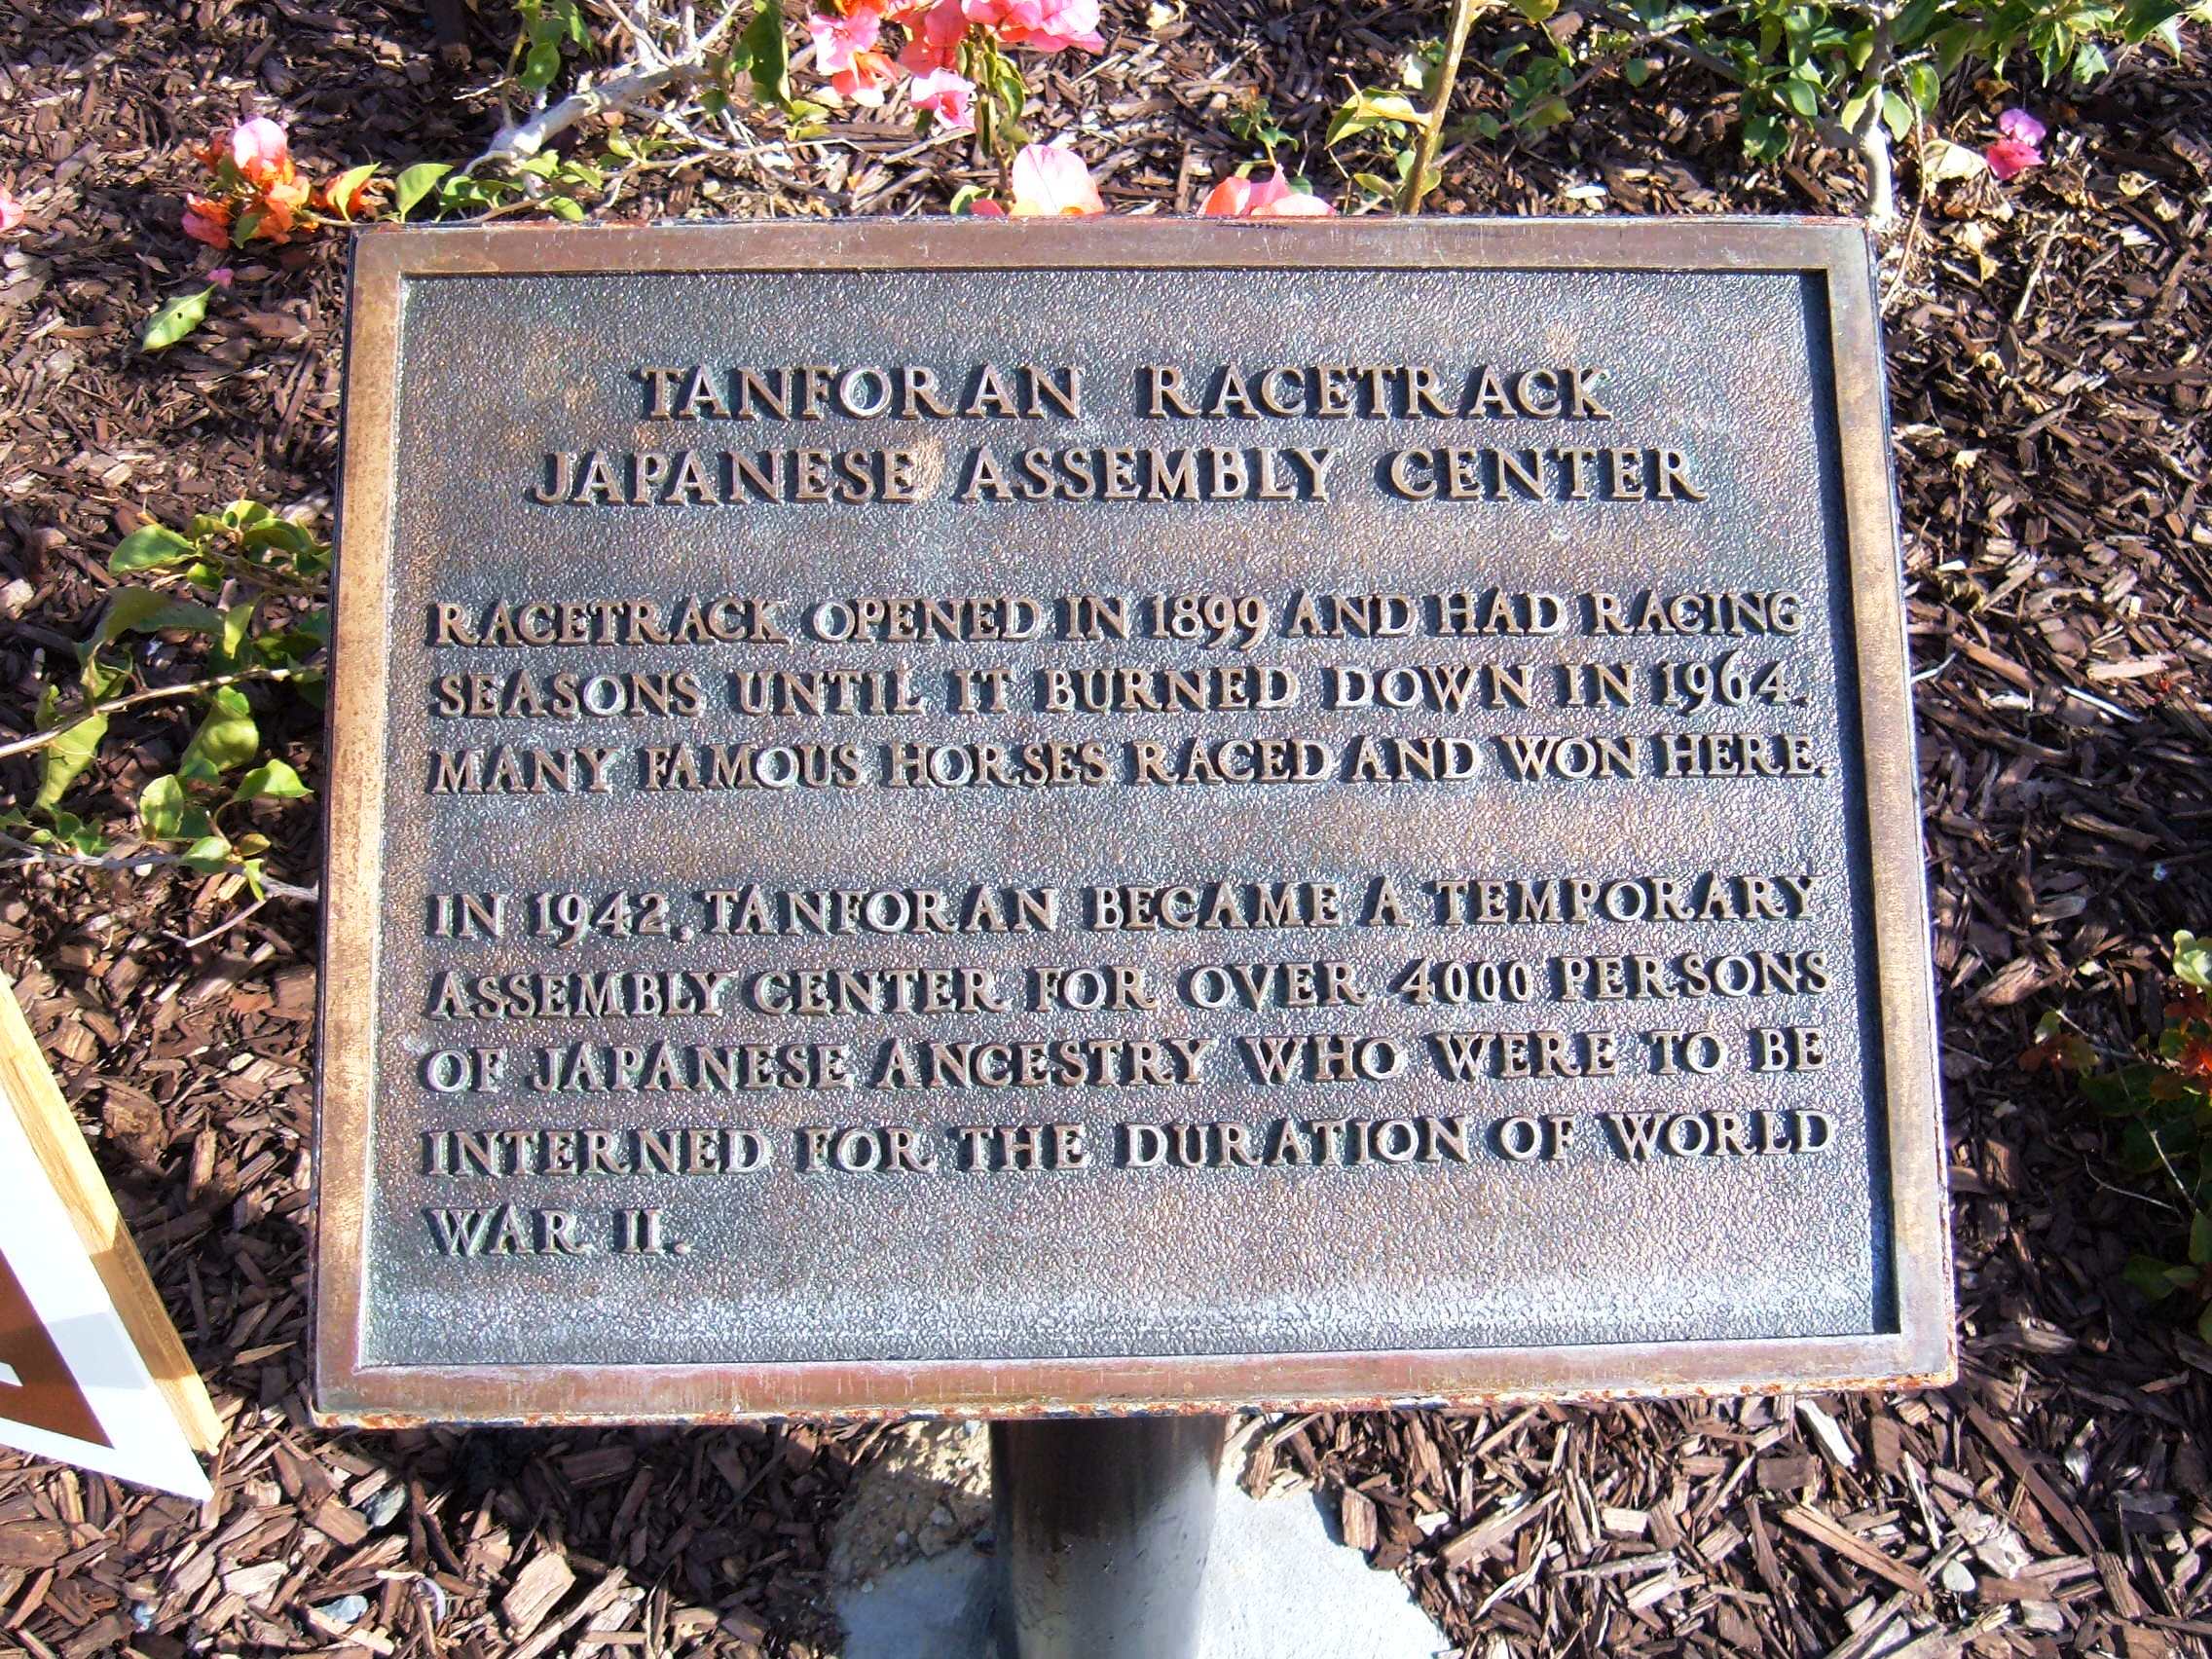 TANFORAN RACETRACK
JAPANESE ASSEMBLY CENTER
RACETRACK OPENED IN 1899 AND HAD RACING
SEASONS UNTIL IT BURNED DOWN IN 1964.
MANY FAMOUS HORSES RACED AND WON HERE.
IN 1942, TANFORAN BECAME A TEMPORARY
ASSEMBLY CENTER FOR OVER 4000 PERSONS
OF JAPANESE ANCESTRY WHO WERE TO BE
INTERNED FOR THE DURATION OF WORLD
WAR II.